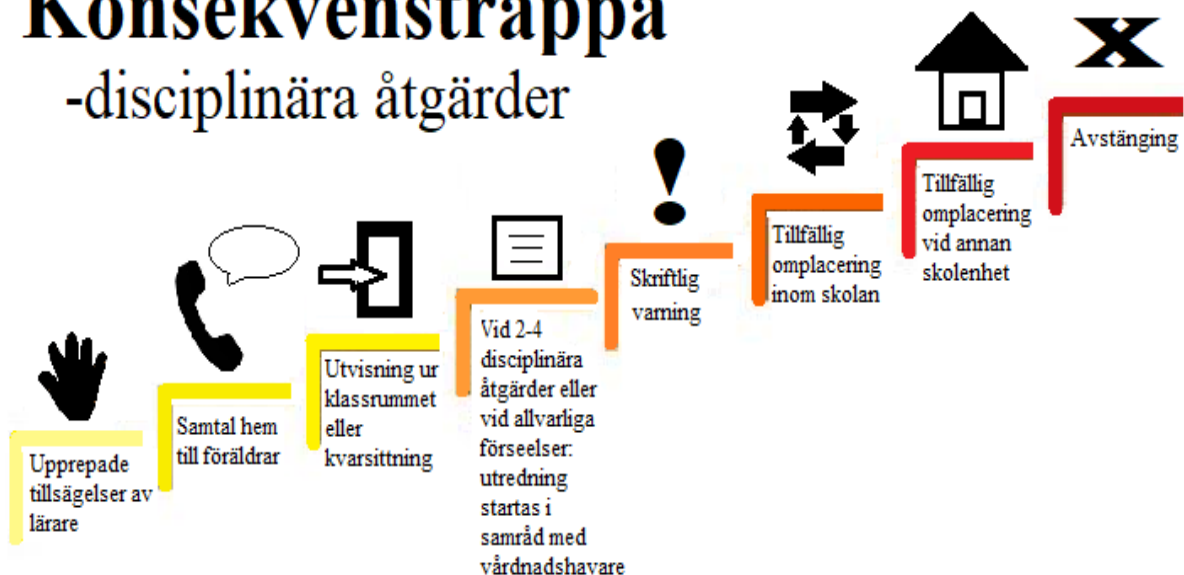 Konsekvenstrappa
-disciplinära åtgärder
Upprepade
tillsägelser av
lärare
Samtal hem
till föräldrar
Utvisning ur
klassrummet
eller
kvarsittning
Vid 2-4
disciplinära
åtgärder eller
vid allvarliga
förseelser:
utredning
startas i
samråd med
vårdnadshavare
Skriftlig
varning
Tillfällig
omplacering
inom skolan
Tillfällig
omplacering
vid annan
skolenhet
Avstänging